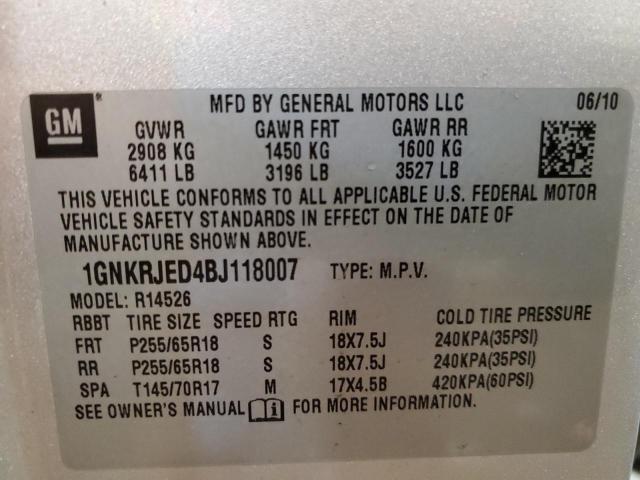 GM ® MFD BY GENERAL MOTORS LLC 06/10
GVWR GAWR FRT GAWR RR
2908 KG 1450 KG 1600 KG
6411 LB 3196 LB 3527 LB
THIS VEHICLE CONFORMS TO ALL APPLICABLE U.S. FEDERAL MOTOR
VEHICLE SAFETY STANDARDS IN EFFECT ON THE DATE OF
MANUFACTURE SHOWN ABOVE.
1GNKRJED4BJ118007 TYPE: M.P.V.
MODEL: R14526
RBBT TIRE SIZE SPEED RTG RIM COLD TIRE PRESSURE
FRT P255/65R18 S 18X7.5J 240KPA(35PSI)
RR P255/65R18 S 18X7.5J 240KPA(35PSI)
SPA T145/70R17 M 17X4.5B 420KPA(60PSI)
SEE OWNER'S MANUAL i FOR MORE INFORMATION.